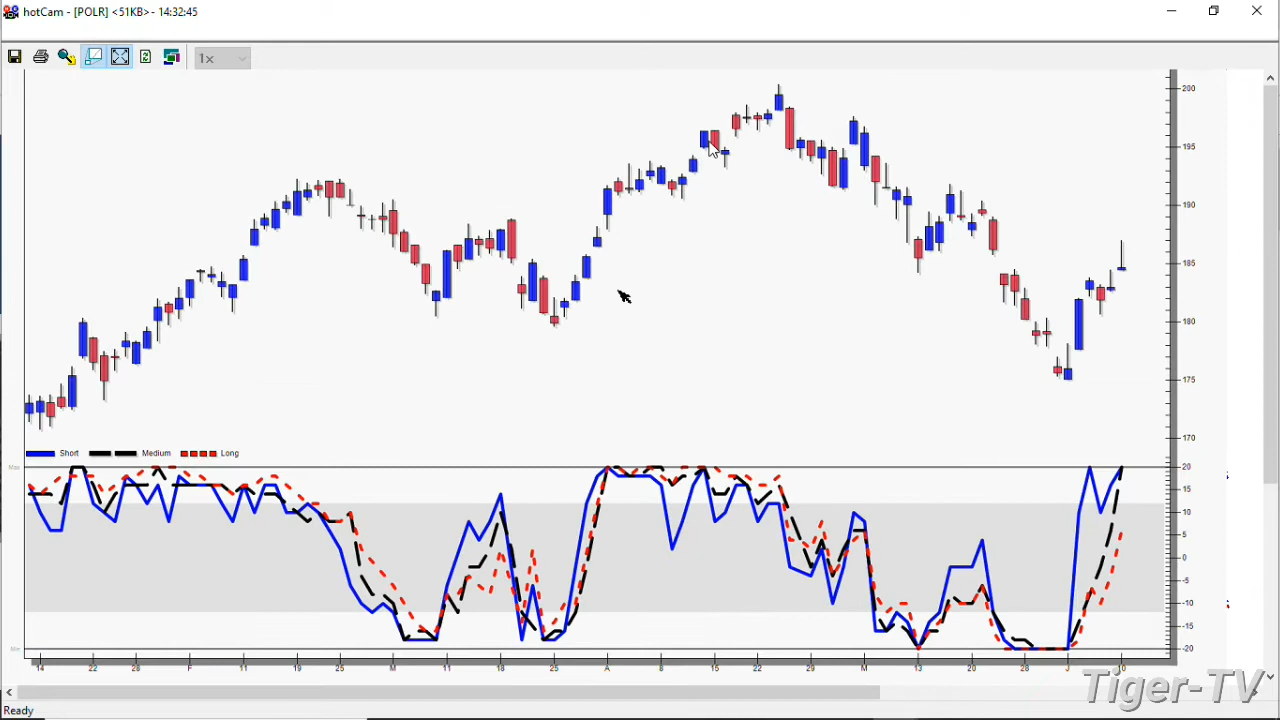 hotCam - [POLR] <51KB> - 14:32:45
1x
200
195
190
185
180
175
170
Short Medium Long
Max 20
15
10
5
0
-5
-10
-15
Min -20
14 22 28 F 11 19 25 M 11 18 25 A 8 15 22 29 M 13 20 28 J 10
Tiger-TV
Ready